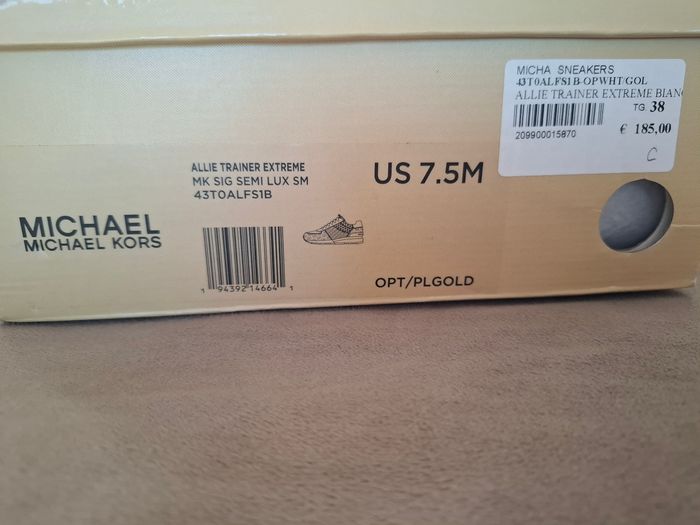 MICHA SNEAKERS
43T0ALFS1B-OPWHT/GOL
ALLIE TRAINER EXTREME BIAN
TG. 38
209900015870
€ 185,00
C
ALLIE TRAINER EXTREME
MK SIG SEMI LUX SM
43T0ALFS1B
US 7.5M
MICHAEL
MICHAEL KORS
1 94392 14664 1
OPT/PLGOLD